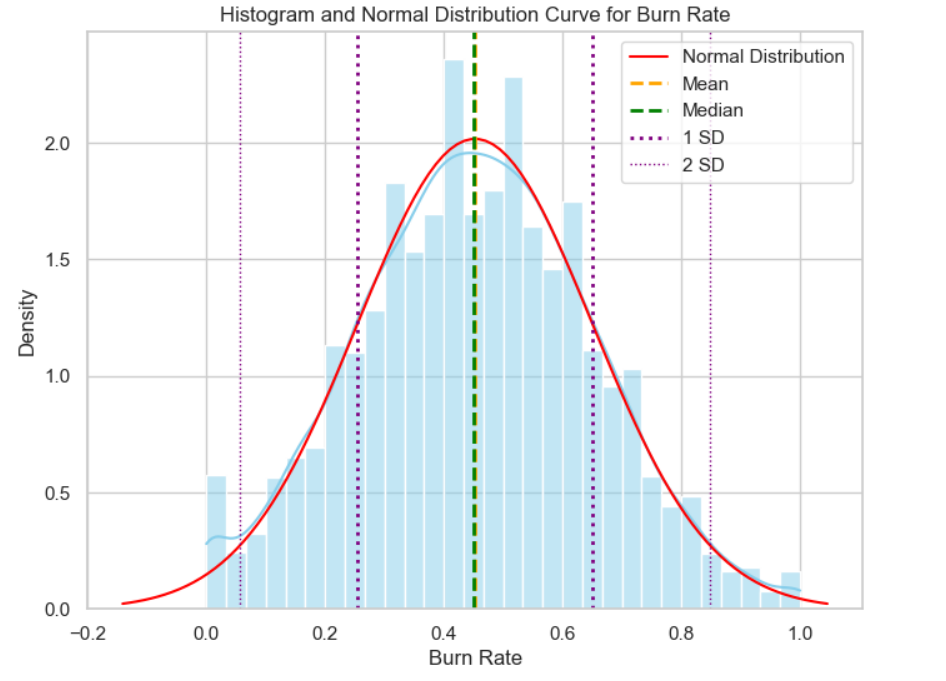 Histogram and Normal Distribution Curve for Burn Rate
Normal Distribution
Mean
Median
1 SD
2 SD
Density
2.0
1.5
1.0
0.5
0.0
−0.2 0.0 0.2 0.4 0.6 0.8 1.0
Burn Rate